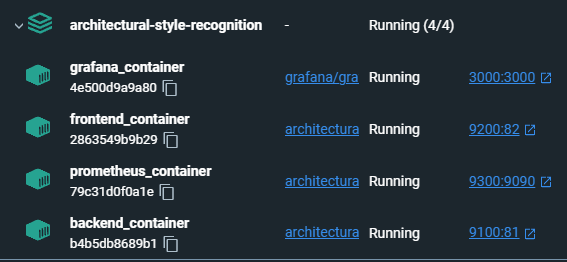 architectural-style-recognition - Running (4/4)
grafana_container grafana/gra Running 3000:3000
4e500d9a9a80
frontend_container architectura Running 9200:82
2863549b9b29
prometheus_container architectura Running 9300:9090
79c31d0f0a1e
backend_container architectura Running 9100:81
b4b5db8689b1